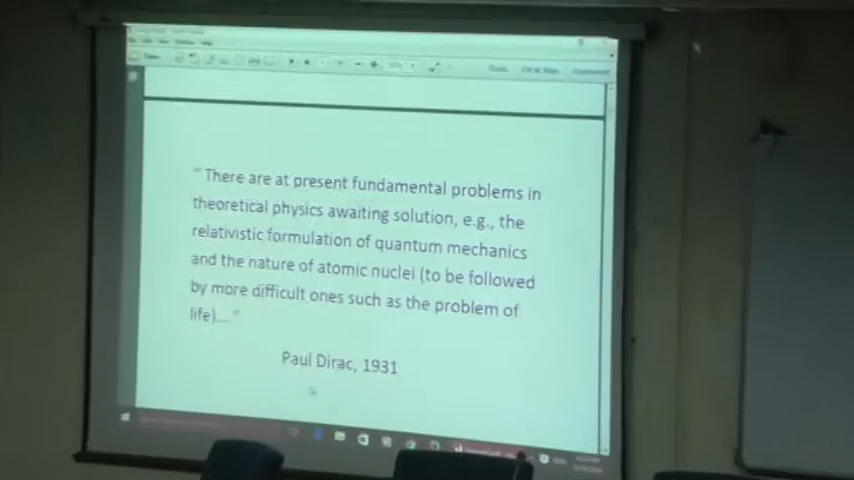 “ There are at present fundamental problems in
theoretical physics awaiting solution, e.g., the
relativistic formulation of quantum mechanics
and the nature of atomic nuclei (to be followed
by more difficult ones such as the problem of
life)...."
Paul Dirac, 1931